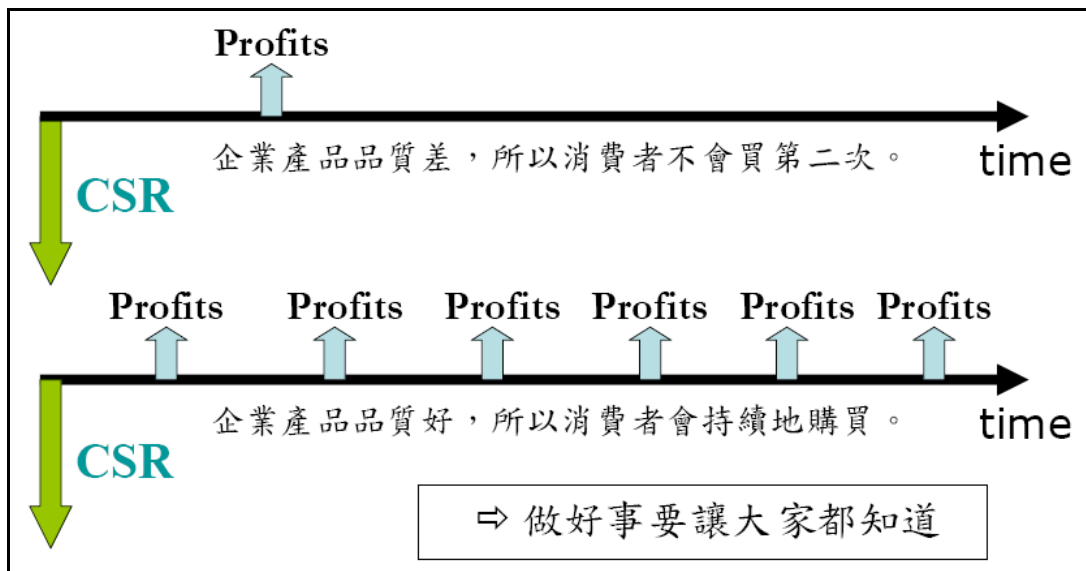 Profits
企業產品品質差，所以消費者不會買第二次。
time
CSR
Profits Profits Profits Profits Profits Profits
企業產品品質好，所以消費者會持續地購買。
time
CSR
⇨ 做好事要讓大家都知道